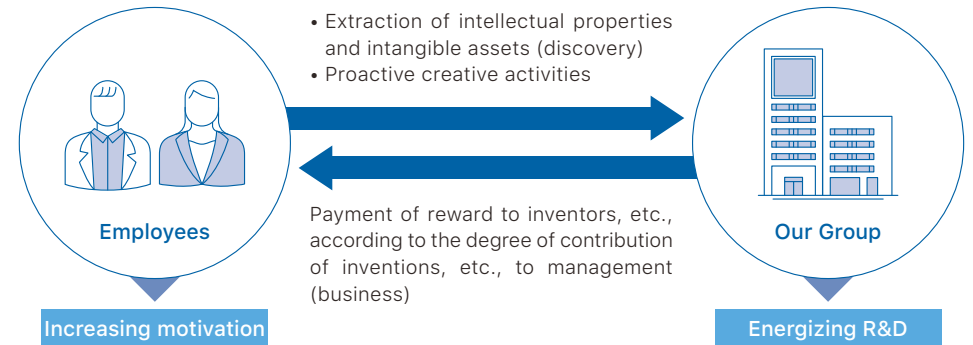 • Extraction of intellectual properties
and intangible assets (discovery)
• Proactive creative activities
Employees
Our Group
Payment of reward to inventors, etc.,
according to the degree of contribution
of inventions, etc., to management
(business)
Increasing motivation
Energizing R&D